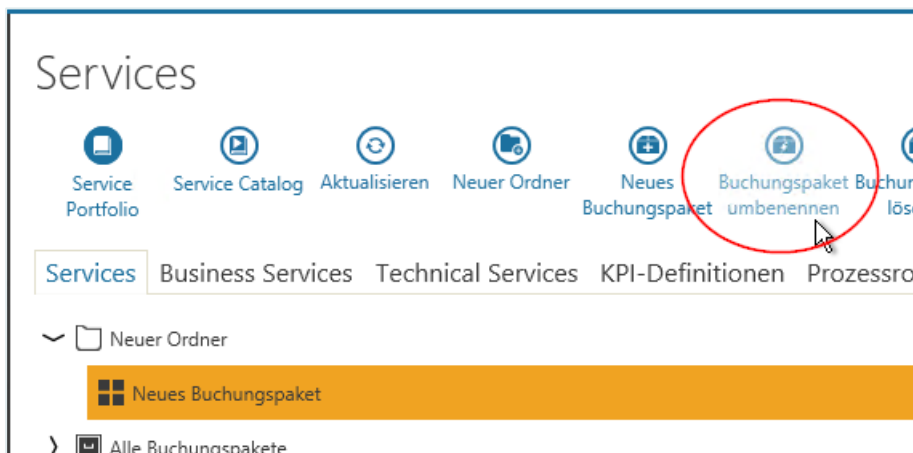 Services
Service Portfolio
Service Catalog
Aktualisieren
Neuer Ordner
Neues Buchungspaket
Buchungspaket umbenennen
Services Business Services Technical Services KPI-Definitionen
Neuer Ordner
Neues Buchungspaket
Alle Buchungspakete